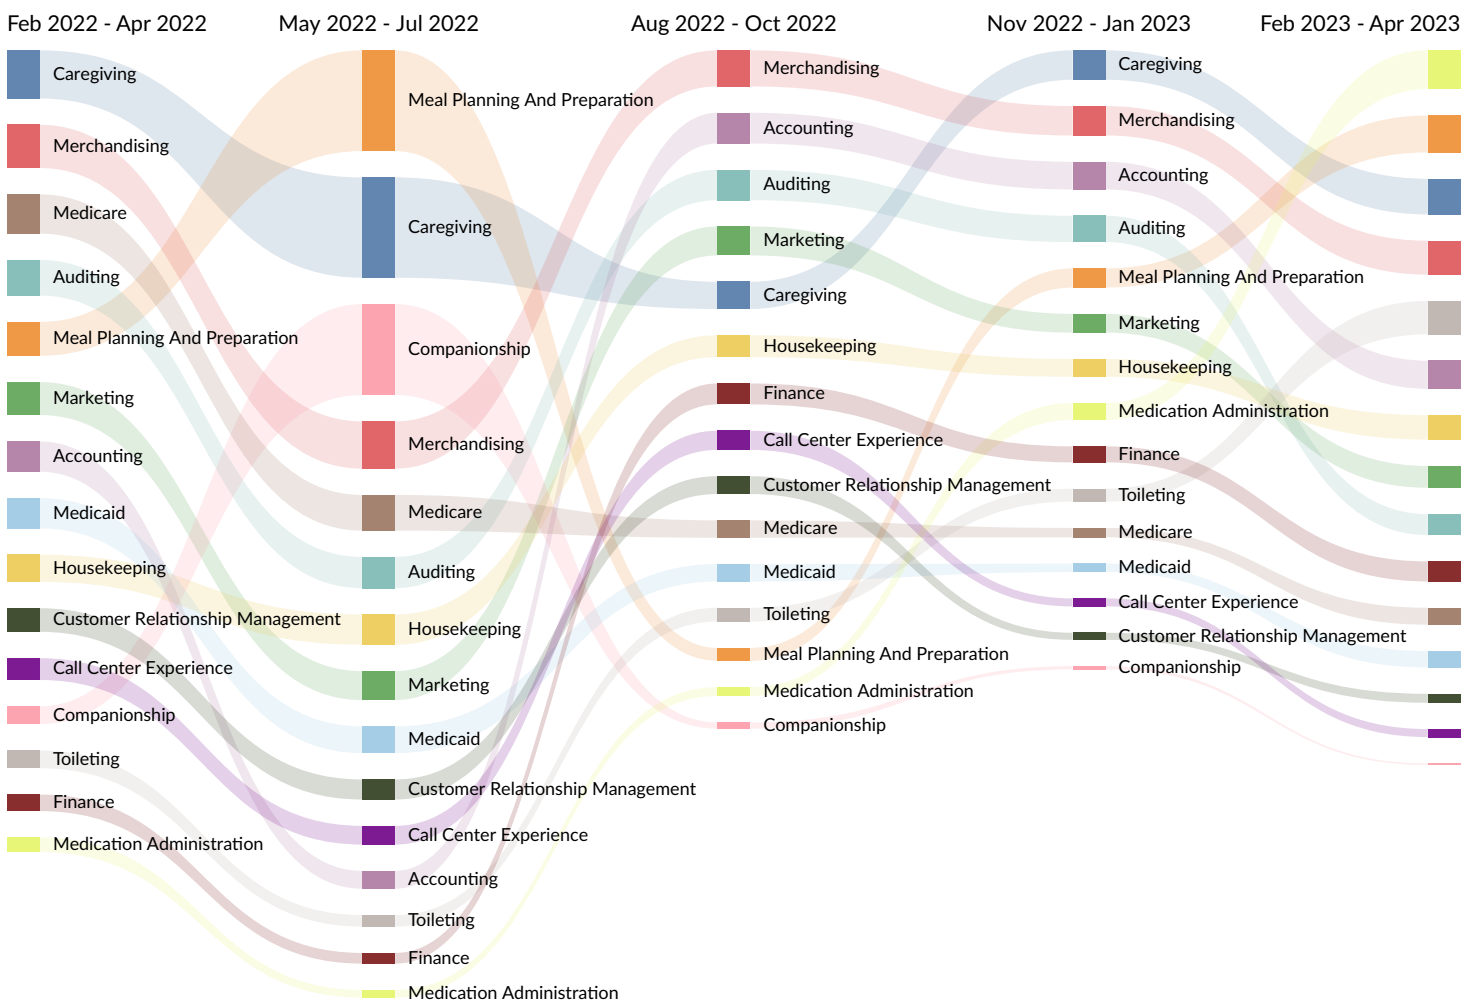 Feb 2022 - Apr 2022
May 2022 - Jul 2022
Aug 2022 - Oct 2022
Nov 2022 - Jan 2023
Feb 2023 - Apr 2023
Caregiving
Merchandising
Medicare
Auditing
Meal Planning And Preparation
Marketing
Accounting
Medicaid
Housekeeping
Customer Relationship Management
Call Center Experience
Companionship
Toileting
Finance
Medication Administration
Meal Planning And Preparation
Caregiving
Companionship
Merchandising
Medicare
Auditing
Housekeeping
Marketing
Medicaid
Customer Relationship Management
Call Center Experience
Accounting
Toileting
Finance
Medication Administration
Merchandising
Accounting
Auditing
Marketing
Caregiving
Housekeeping
Finance
Call Center Experience
Customer Relationship Management
Medicare
Medicaid
Toileting
Meal Planning And Preparation
Medication Administration
Companionship
Caregiving
Merchandising
Accounting
Auditing
Meal Planning And Preparation
Marketing
Housekeeping
Medication Administration
Finance
Toileting
Medicare
Medicaid
Call Center Experience
Customer Relationship Management
Companionship